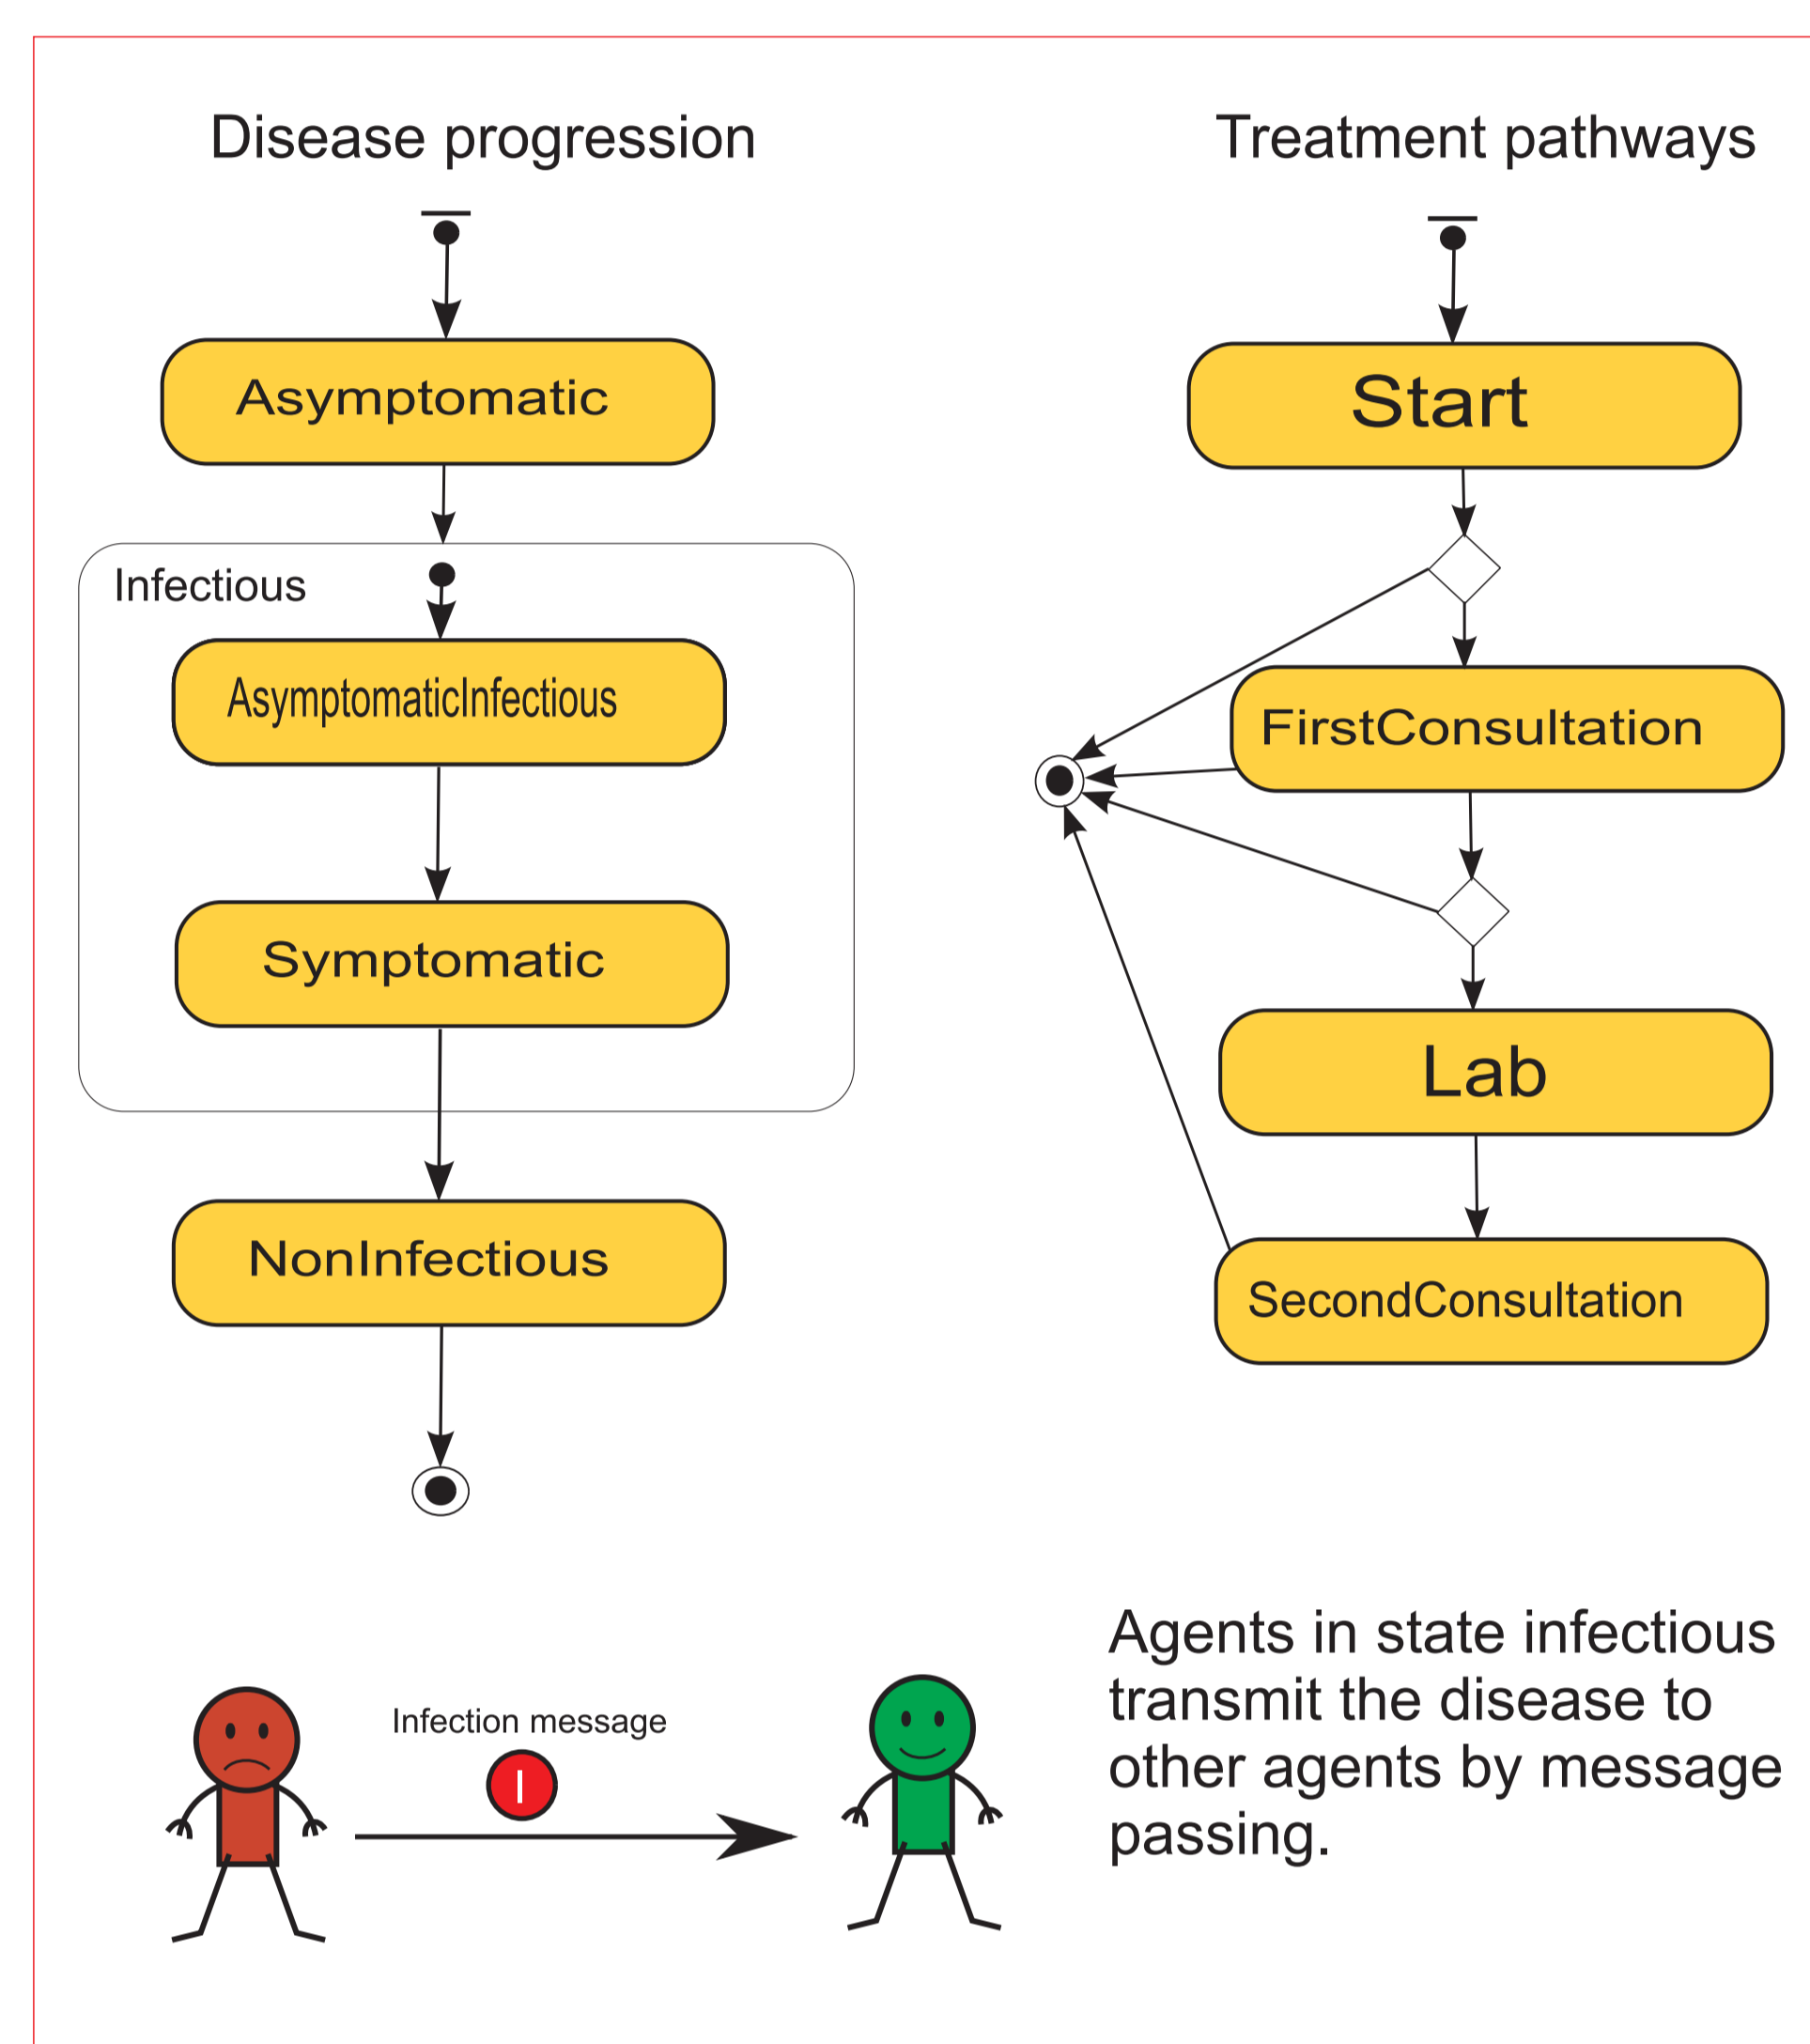 Disease progression
Asymptomatic
Infectious
AsymptomaticInfectious
Symptomatic
NonInfectious
Treatment pathways
Start
FirstConsultation
Lab
SecondConsultation
Infection message
I
Agents in state infectious
transmit the disease to
other agents by message
passing.